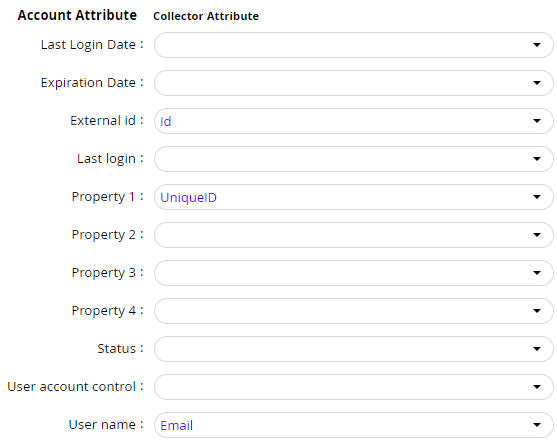 Account Attribute Collector Attribute
Last Login Date :
Expiration Date :
External id : Id
Last login :
Property 1 : UniqueID
Property 2 :
Property 3 :
Property 4 :
Status :
User account control :
User name : Email